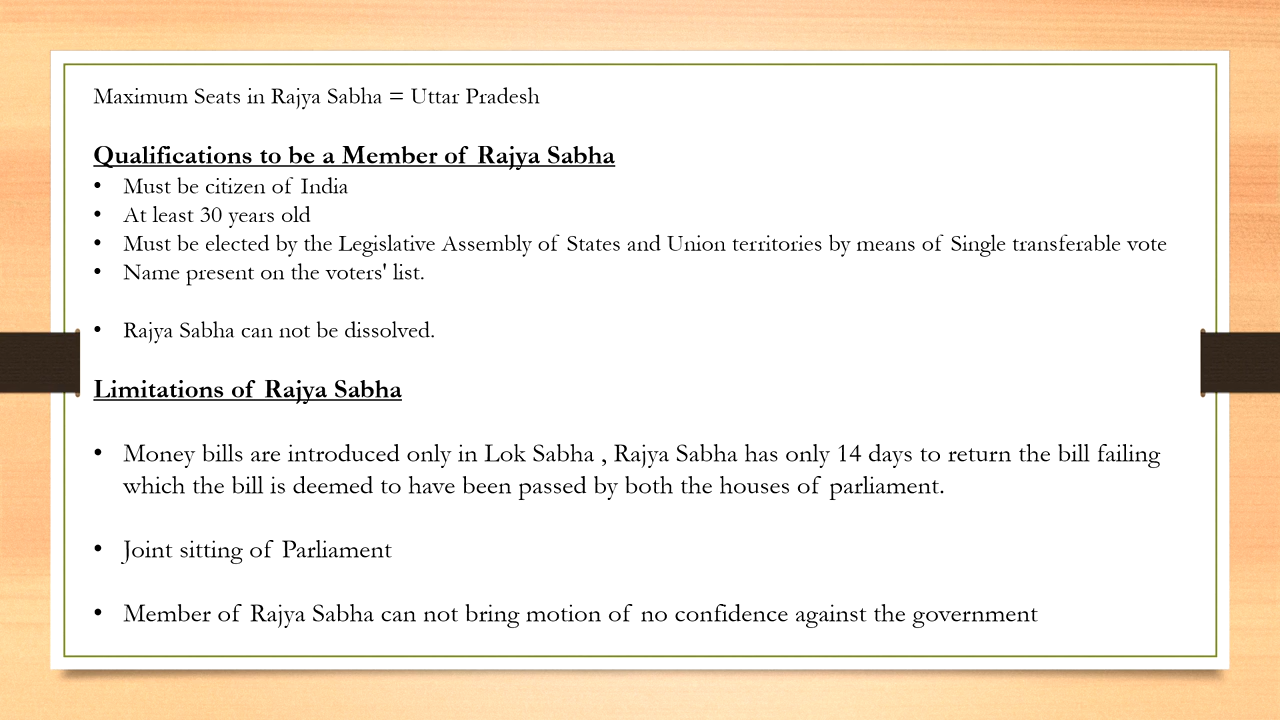 Maximum Seats in Rajya Sabha = Uttar Pradesh
Qualifications to be a Member of Rajya Sabha
• Must be citizen of India
• At least 30 years old
• Must be elected by the Legislative Assembly of States and Union territories by means of Single transferable vote
• Name present on the voters' list.
• Rajya Sabha can not be dissolved.
Limitations of Rajya Sabha
• Money bills are introduced only in Lok Sabha , Rajya Sabha has only 14 days to return the bill failing
which the bill is deemed to have been passed by both the houses of parliament.
• Joint sitting of Parliament
• Member of Rajya Sabha can not bring motion of no confidence against the government